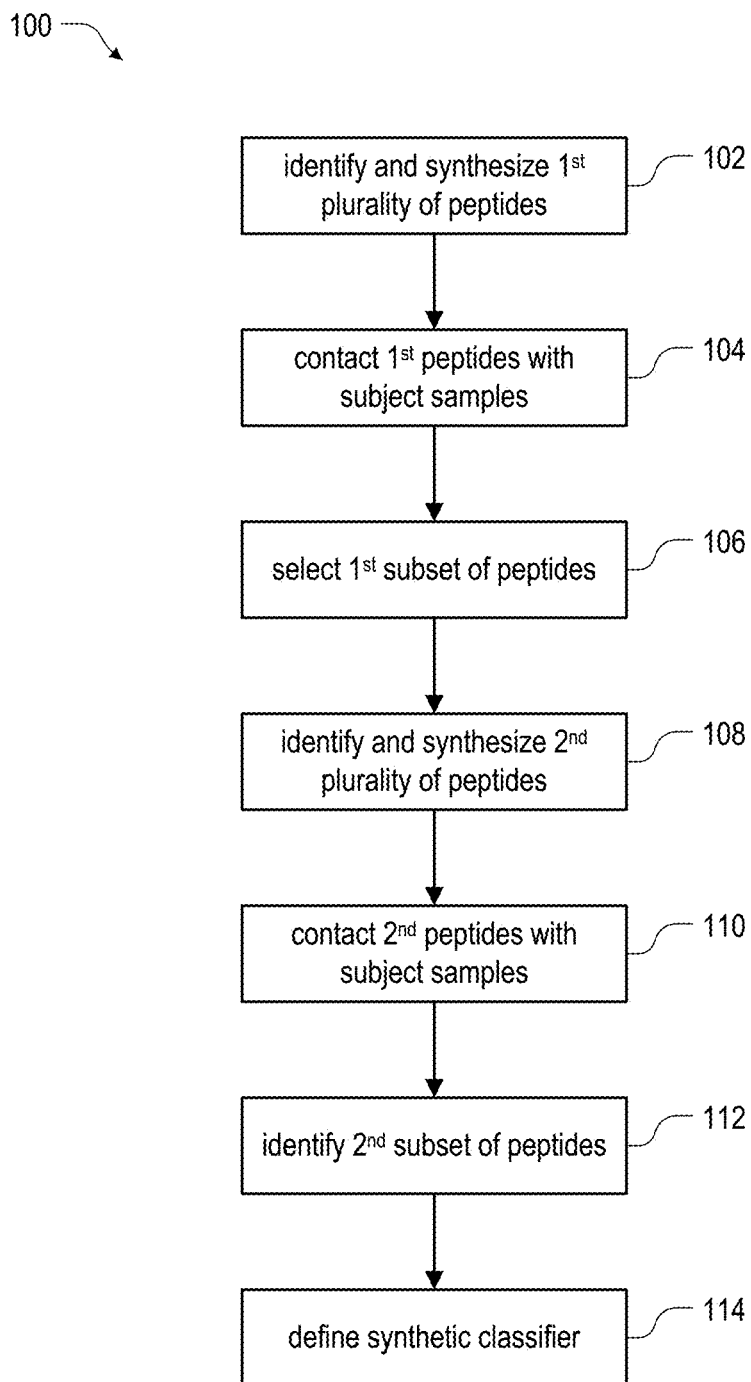 100
identify and synthesize 1st
plurality of peptides
102
contact 1st peptides with
subject samples
104
select 1st subset of peptides
106
identify and synthesize 2nd
plurality of peptides
108
contact 2nd peptides with
subject samples
110
identify 2nd subset of peptides
112
define synthetic classifier
114